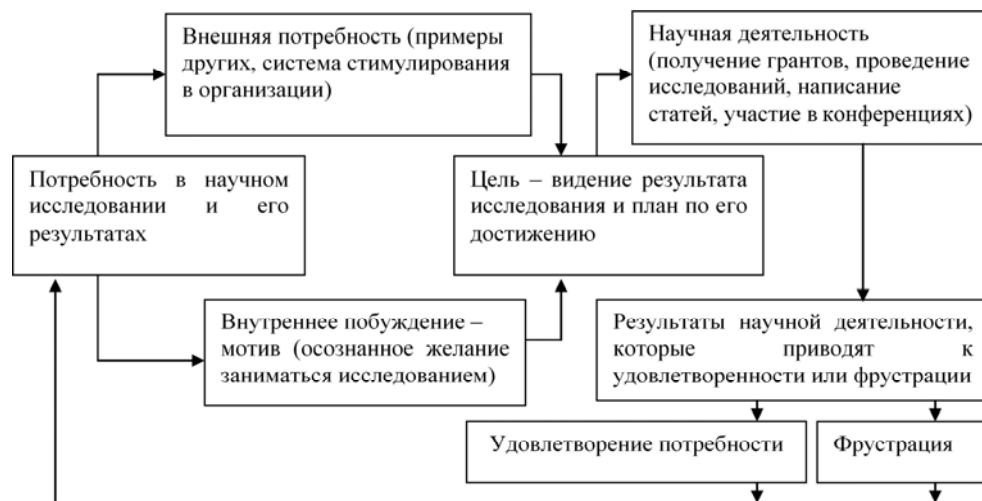 Внешняя потребность (примеры
других, система стимулирования
в организации)
Научная деятельность
(получение грантов, проведение
исследований, написание
статей, участие в конференциях)
Потребность в научном
исследовании и его
результатах
Цель – видение результата
исследования и план по его
достижению
Внутреннее побуждение –
мотив (осознанное желание
заниматься исследованием)
Результаты научной деятельности,
которые приводят к
удовлетворенности или фрустрации
Удовлетворение потребности
Фрустрация